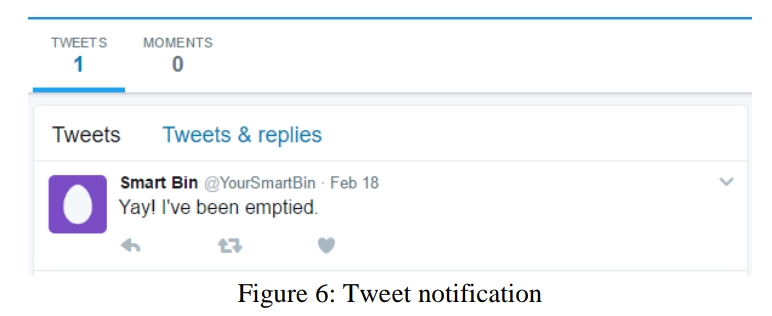 TWEETS MOMENTS
1 0
Tweets Tweets & replies
Smart Bin @YourSmartBin · Feb 18
Yay! I've been emptied.
Figure 6: Tweet notification